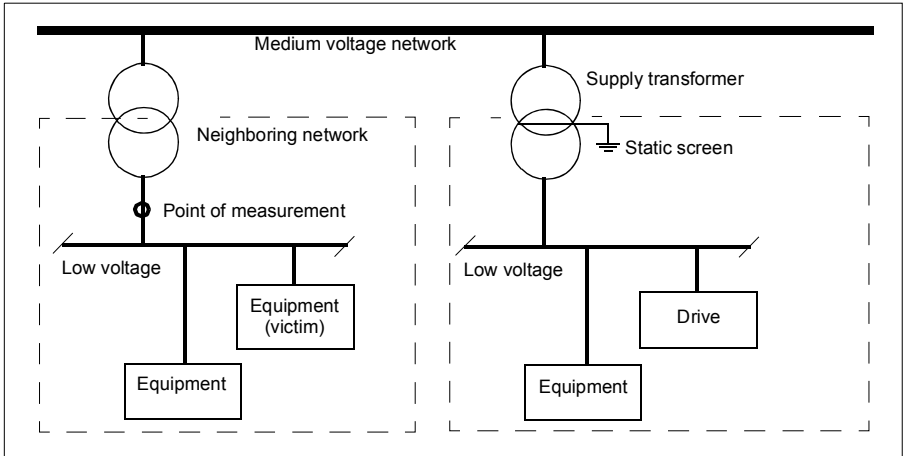 Medium voltage network
Supply transformer
Neighboring network
Static screen
Point of measurement
Low voltage
Low voltage
Equipment
(victim)
Drive
Equipment
Equipment